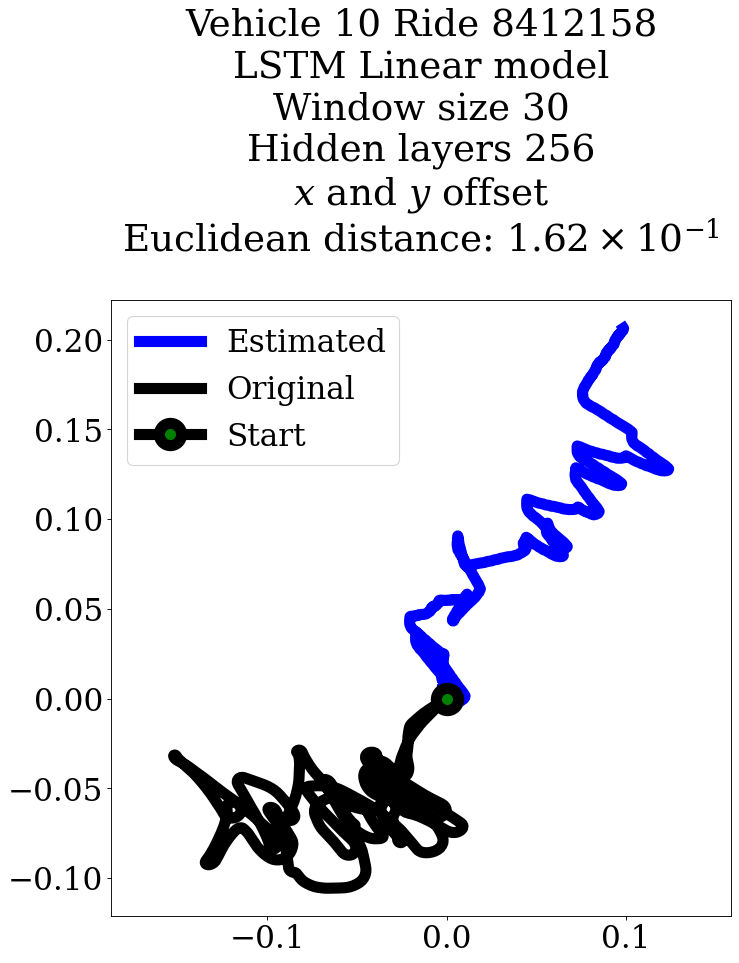 Vehicle 10 Ride 8412158
LSTM Linear model
Window size 30
Hidden layers 256
x and y offset
Euclidean distance: 1.62 × 10⁻¹
Estimated
Original
Start
0.20
0.15
0.10
0.05
0.00
−0.05
−0.10
−0.1 0.0 0.1